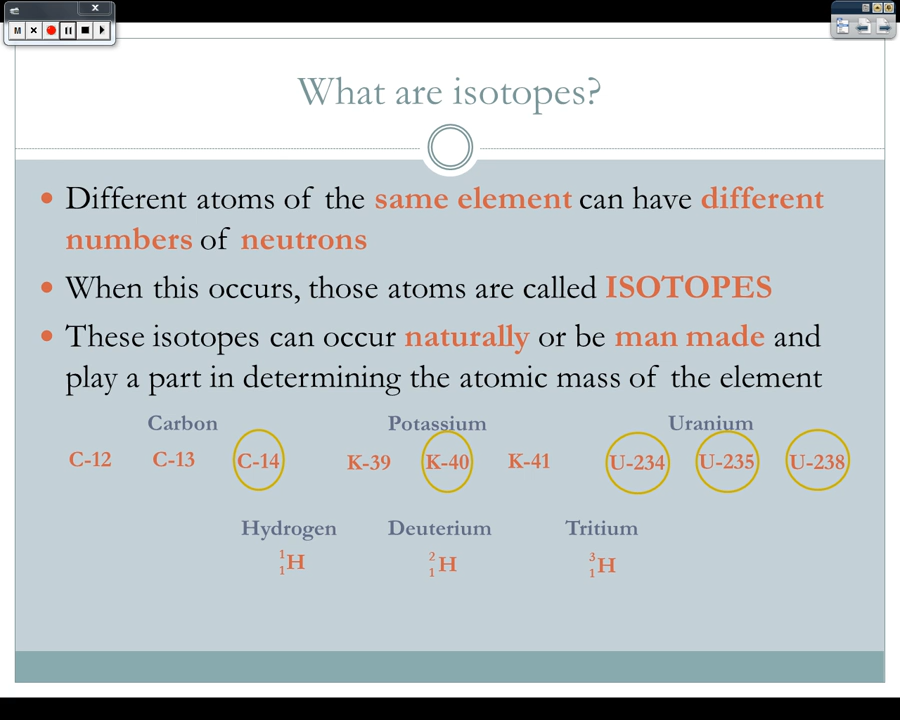 M
What are isotopes?
• Different atoms of the same element can have different
numbers of neutrons
• When this occurs, those atoms are called ISOTOPES
• These isotopes can occur naturally or be man made and
play a part in determining the atomic mass of the element
Carbon Potassium Uranium
C-12 C-13 C-14 K-39 K-40 K-41 U-234 U-235 U-238
Hydrogen Deuterium Tritium
¹₁H ²₁H ³₁H